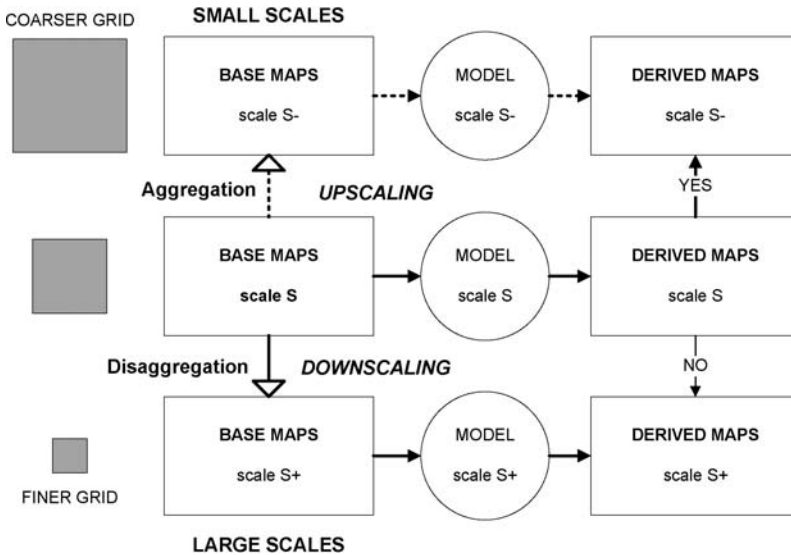 COARSER GRID
SMALL SCALES
BASE MAPS
scale S-
MODEL
scale S-
DERIVED MAPS
scale S-
Aggregation
UPSCALING
YES
BASE MAPS
scale S
MODEL
scale S
DERIVED MAPS
scale S
Disaggregation
DOWNSCALING
NO
BASE MAPS
scale S+
MODEL
scale S+
DERIVED MAPS
scale S+
FINER GRID
LARGE SCALES